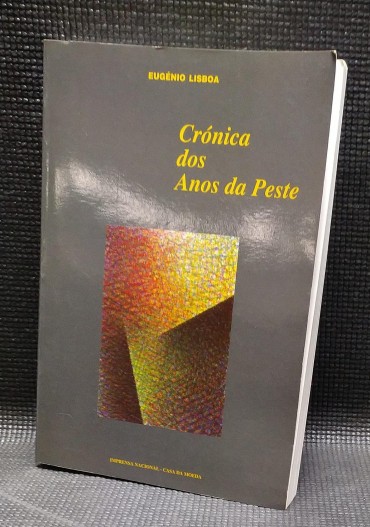 EUGÉNIO LISBOA
Crónica
dos
Anos da Peste
IMPRENSA NACIONAL - CASA DA MOEDA